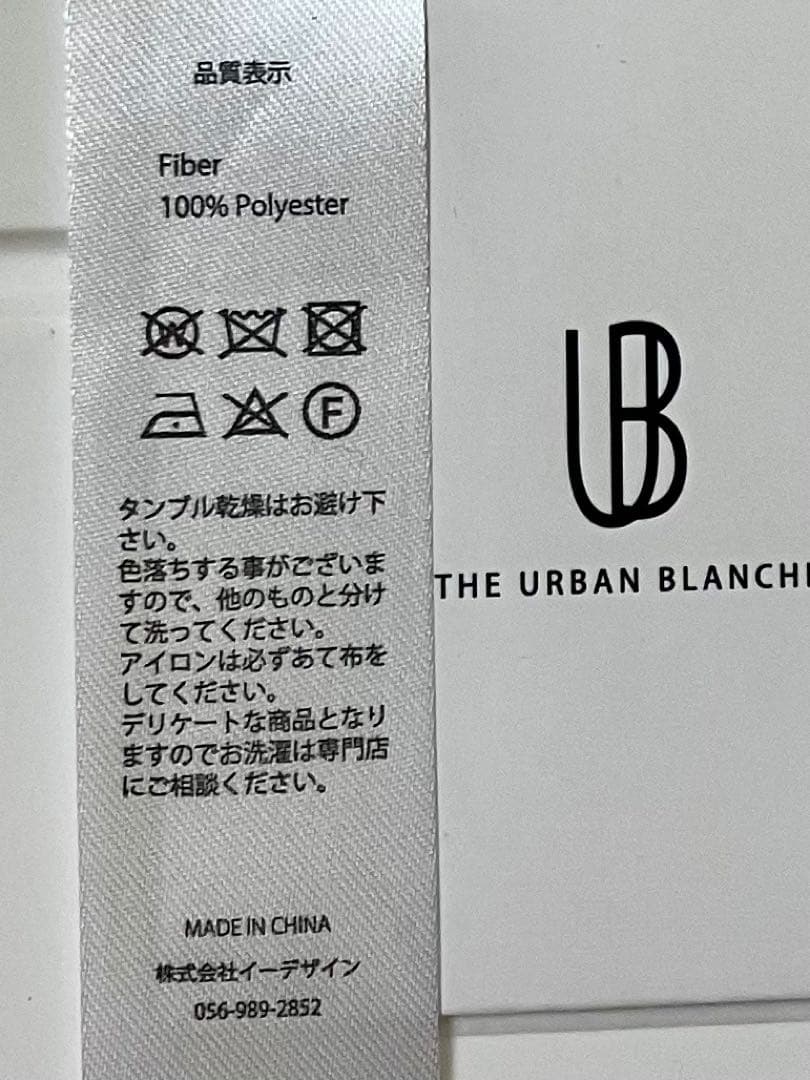 品質表示
Fiber
100% Polyester
W
F
タンブル乾燥はお避け下
さい。
色落ちする事がございま
すので、他のものと分け
て洗ってください。
アイロンは必ずあて布を
してください。
デリケートな商品となり
ますのでお洗濯は専門店
にご相談ください。
MADE IN CHINA
株式会社イーデザイン
056-989-2852
UB
THE URBAN BLANCH